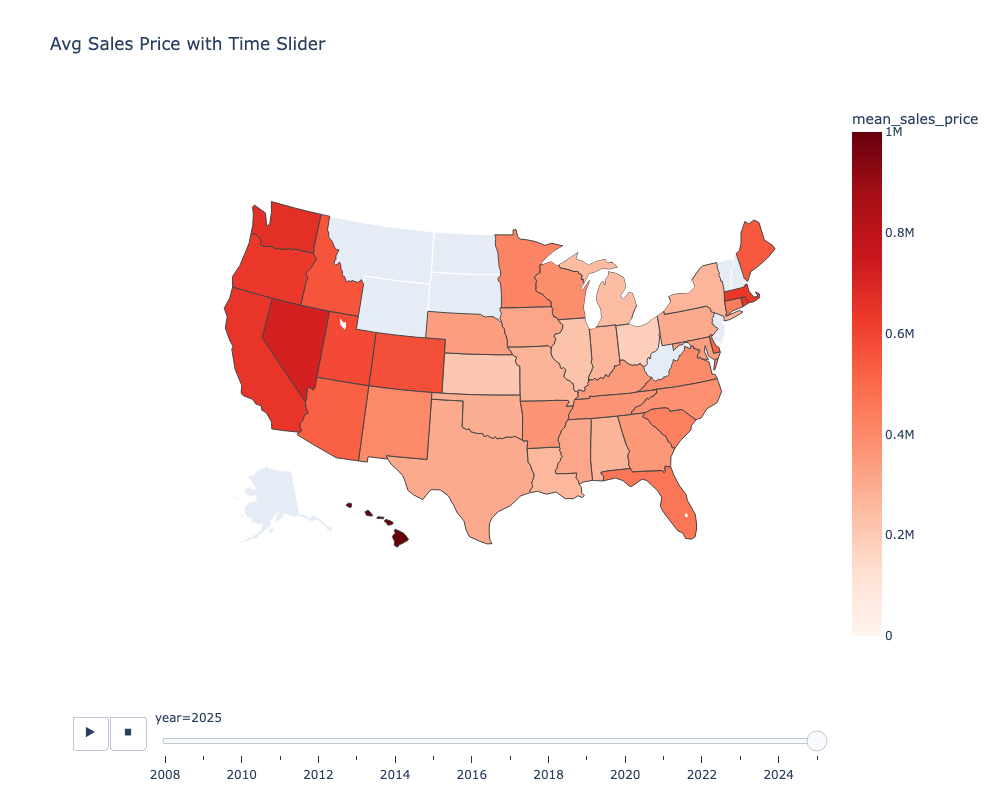 Avg Sales Price with Time Slider
mean_sales_price
1M
0.8M
0.6M
0.4M
0.2M
0
year=2025
2008 2010 2012 2014 2016 2018 2020 2022 2024